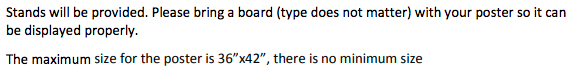 Stands will be provided. Please bring a board (type does not matter) with your poster so it can
be displayed properly.
The maximum size for the poster is 36”x42”, there is no minimum size